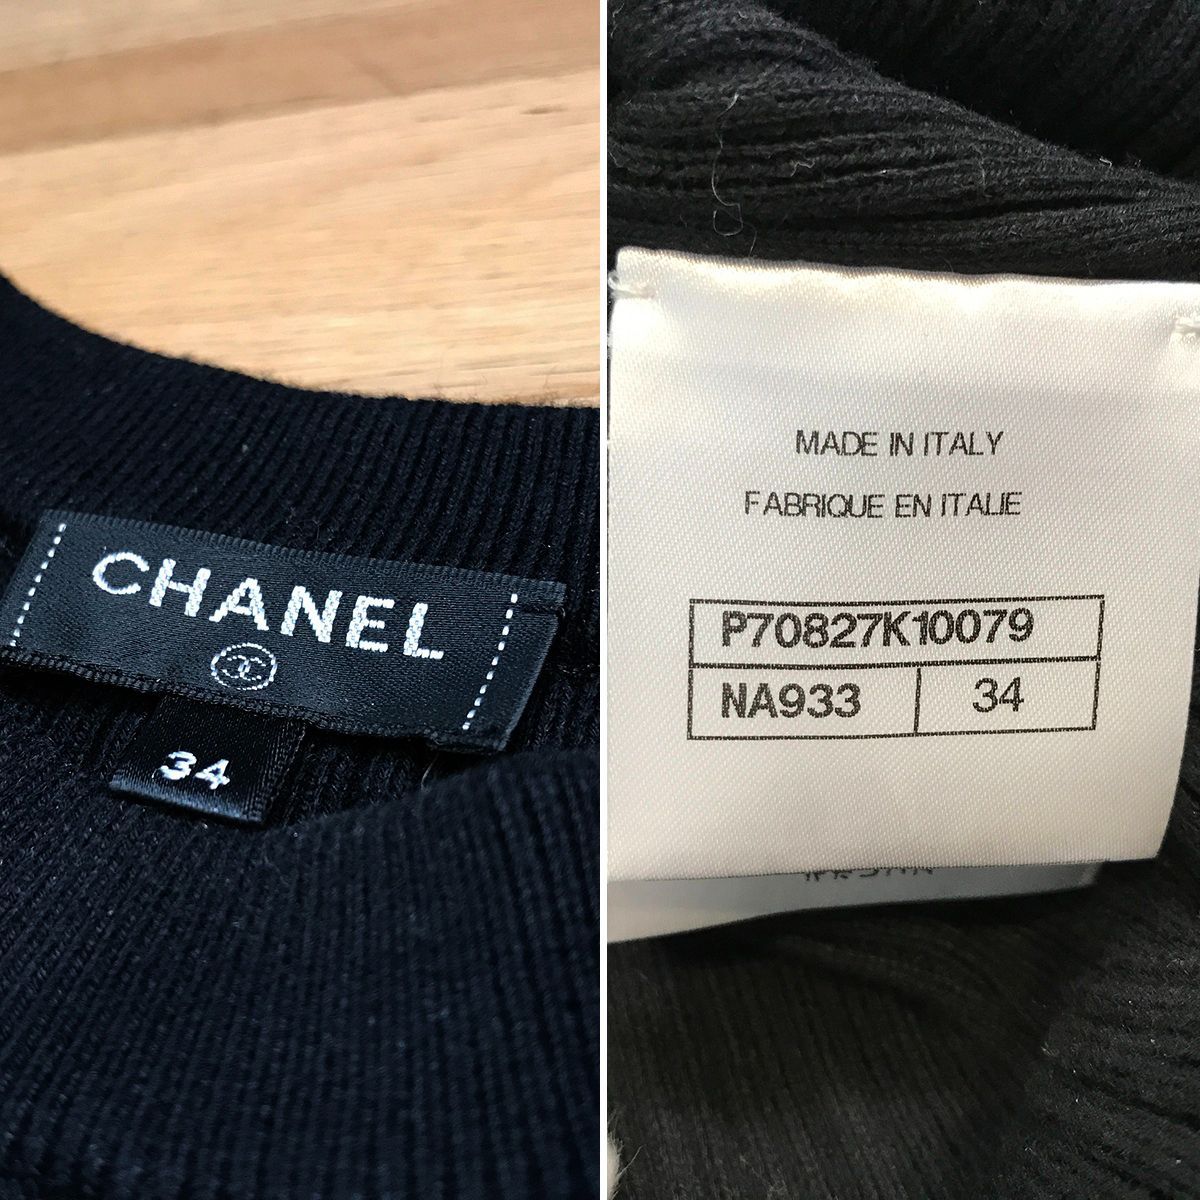 CHANEL
34
MADE IN ITALY
FABRIQUE EN ITALIE
P70827K10079
NA933 34